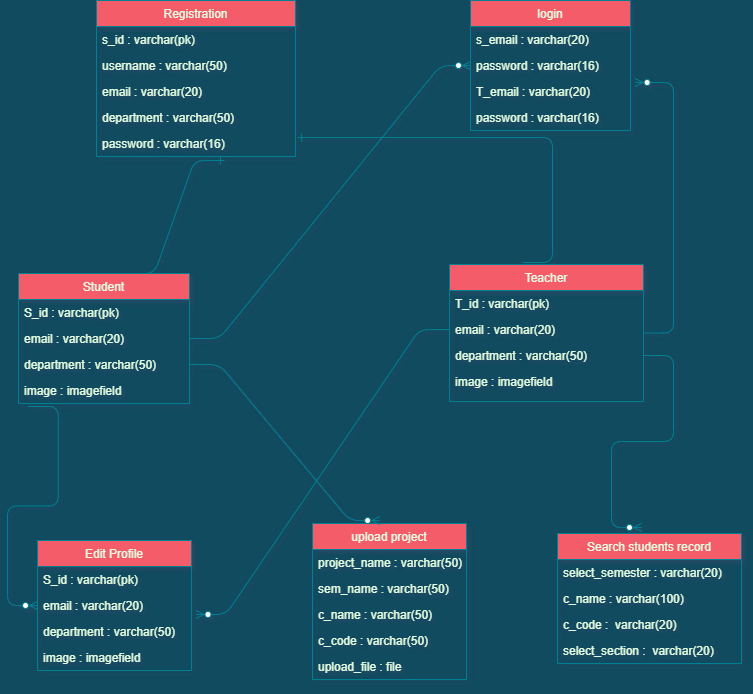 Registration
s_id : varchar(pk)
username : varchar(50)
email : varchar(20)
department : varchar(50)
password : varchar(16)
login
s_email : varchar(20)
password : varchar(16)
T_email : varchar(20)
password : varchar(16)
Student
S_id : varchar(pk)
email : varchar(20)
department : varchar(50)
image : imagefield
Teacher
T_id : varchar(pk)
email : varchar(20)
department : varchar(50)
image : imagefield
Edit Profile
S_id : varchar(pk)
email : varchar(20)
department : varchar(50)
image : imagefield
upload project
project_name : varchar(50)
sem_name : varchar(50)
c_name : varchar(50)
c_code : varchar(50)
upload_file : file
Search students record
select_semester : varchar(20)
c_name : varchar(100)
c_code :  varchar(20)
select_section :  varchar(20)